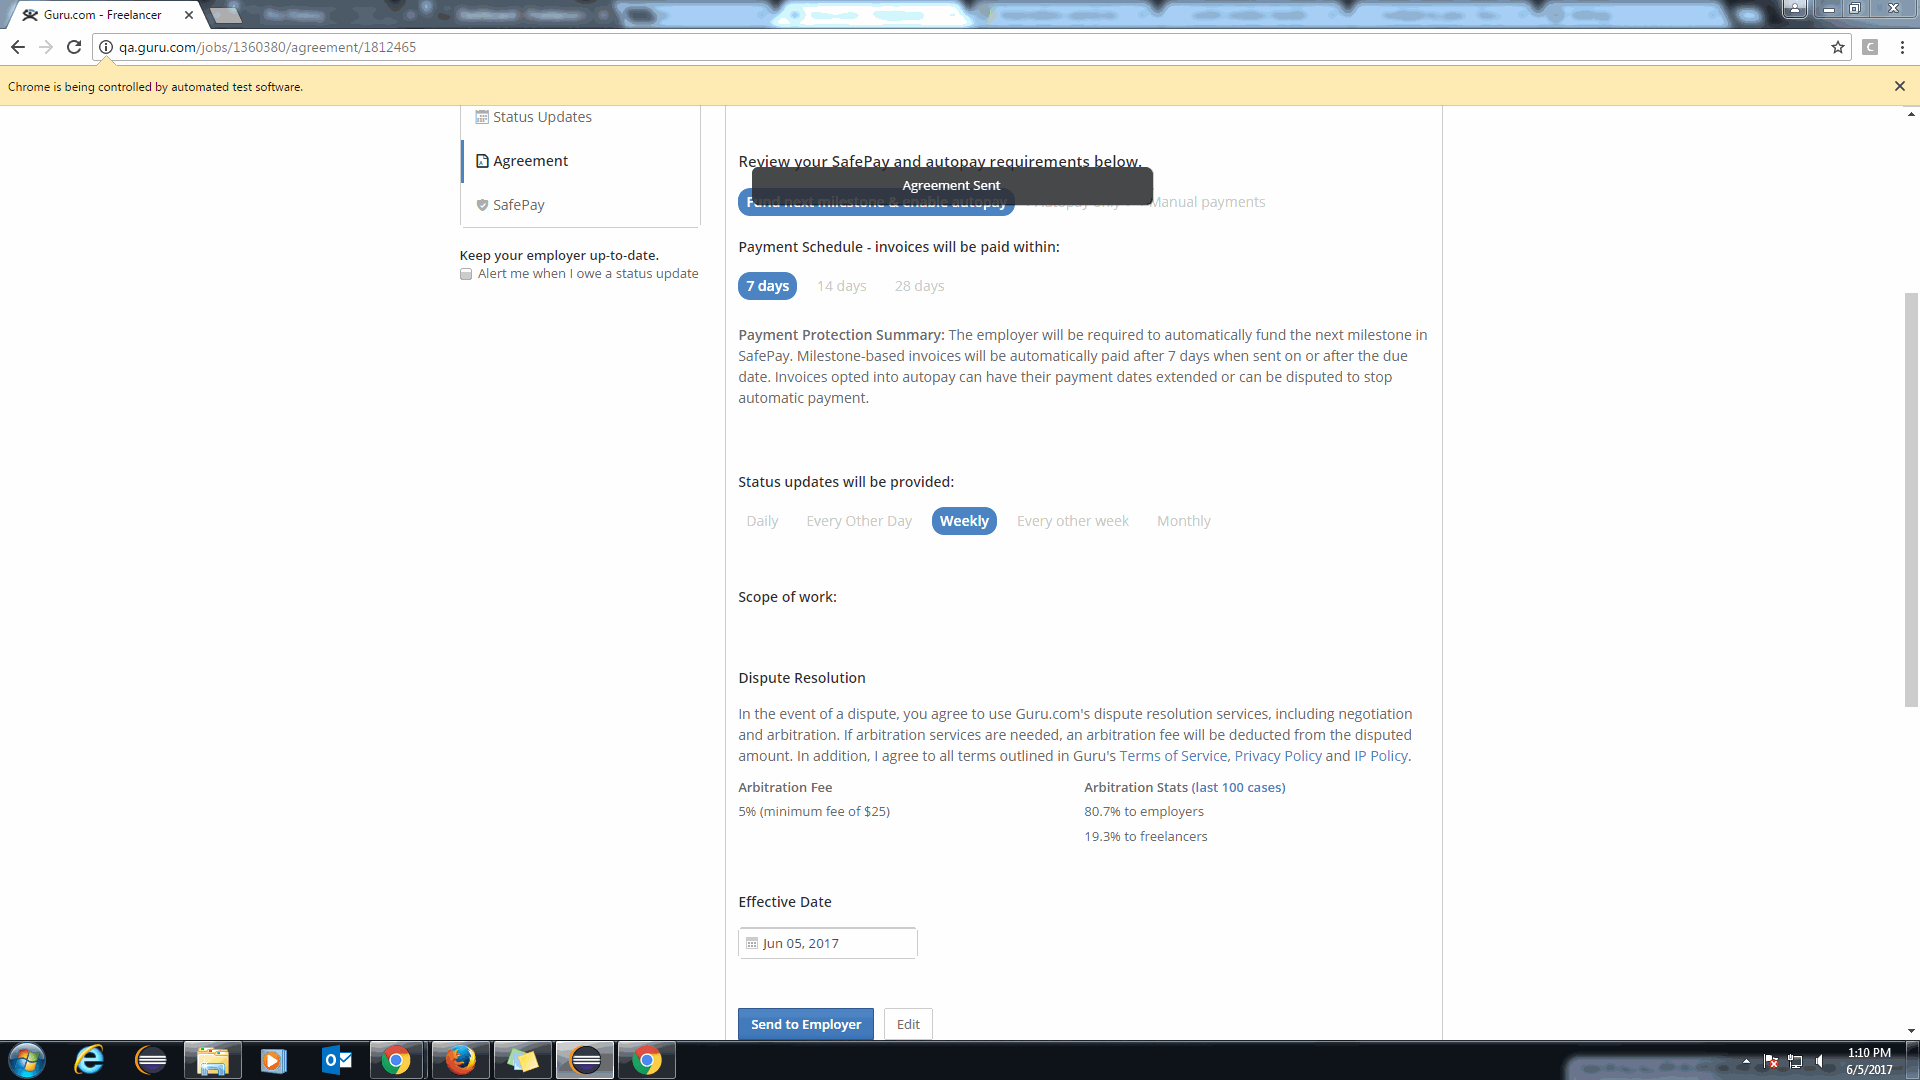 Guru.com - Freelancer
qa.guru.com/jobs/1360380/agreement/1812465
C
Chrome is being controlled by automated test software.
Status Updates
Agreement
SafePay
Keep your employer up-to-date.
Alert me when I owe a status update
Review your SafePay and autopay requirements below.
Agreement Sent
Fund next milestone & enable autopay Autopay only Manual payments
Payment Schedule - invoices will be paid within:
7 days 14 days 28 days
Payment Protection Summary: The employer will be required to automatically fund the next milestone in
SafePay. Milestone-based invoices will be automatically paid after 7 days when sent on or after the due
date. Invoices opted into autopay can have their payment dates extended or can be disputed to stop
automatic payment.
Status updates will be provided:
Daily Every Other Day Weekly Every other week Monthly
Scope of work:
Dispute Resolution
In the event of a dispute, you agree to use Guru.com's dispute resolution services, including negotiation
and arbitration. If arbitration services are needed, an arbitration fee will be deducted from the disputed
amount. In addition, I agree to all terms outlined in Guru's Terms of Service, Privacy Policy and IP Policy.
Arbitration Fee
5% (minimum fee of $25)
Arbitration Stats (last 100 cases)
80.7% to employers
19.3% to freelancers
Effective Date
Jun 05, 2017
Send to Employer Edit
1:10 PM
6/5/2017